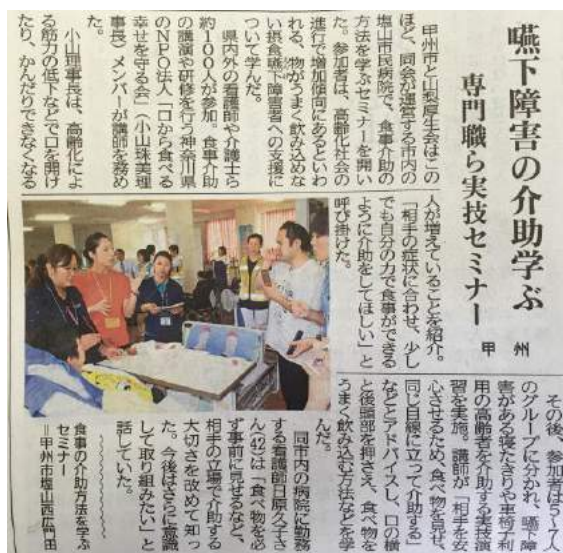 嚥下障害の介助学ぶ
専門職ら実技セミナー
甲州
甲州市と山梨厚生会はこの
ほど、同会が運営する市内の
塩山市民病院で、食事介助の
方法を学ぶセミナーを開い
た。参加者は、高齢化社会の
進行で増加傾向にあるといわ
れる、物がうまく飲み込めな
い摂食嚥下障害者への支援に
ついて学んだ。
県内外の看護師や介護士ら
約100人が参加。食事介助
の講演や研修を行う神奈川県
のNPO法人「口から食べる
幸せを守る会」(小山珠美理
事長)メンバーが講師を務め
た。
小山理事長は、高齢化によ
る筋力の低下などで口を開け
たり、かんだりできなくなる
人が増えていることを紹介。
「相手の症状に合わせ、少し
でも自分の力で食事ができる
ように介助をしてほしい」と
呼び掛けた。
その後、参加者は5~7人
のグループに分かれ、嚥下障
害がある寝たきりや車椅子利
用の高齢者を介助する実技演
習を実施。講師が「相手を安
心させるため、食べ物を見せ、
同じ目線に立って介助する」
などとアドバイスし、口の横
と後頭部を押さえ、食べ物を
うまく飲み込む方法などを学
んだ。
同市内の病院に勤務
する看護師日原久子さ
ん(42)は「食べ物を必
ず事前に見せるなど、
相手の立場で介助する
大切さを改めて知っ
た。今後はさらに意識
して取り組みたい」と
話していた。
食事の介助方法を学ぶ
セミナー
=甲州市塩山西広門田